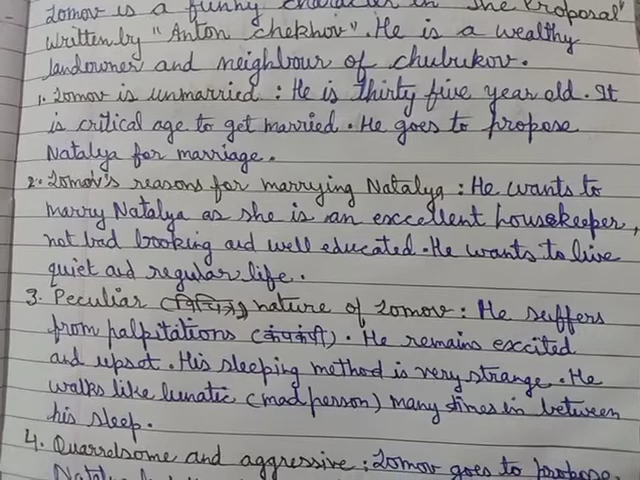 Lomov is a funny character in "The Proposal"
written by "Anton Chekhov". He is a wealthy
landowner and neighbour of chubukov.
1. Lomov is unmarried : He is thirty five year old. It
is critical age to get married. He goes to propose
Natalya for marriage.
2. Lomov's reasons for marrying Natalya : He wants to
marry Natalya as she is an excellent housekeeper,
not bad looking and well educated. He wants to live
quiet and regular life.
3. Peculiar (विचित्र) nature of Lomov : He suffers
from palpitations (कंपकंपी). He remains excited
and upset. His sleeping method is very strange. He
walks like lunatic (mad person) many times in between
his sleep.
4. Quarrelsome and aggressive : Lomov goes to propose
Natalya